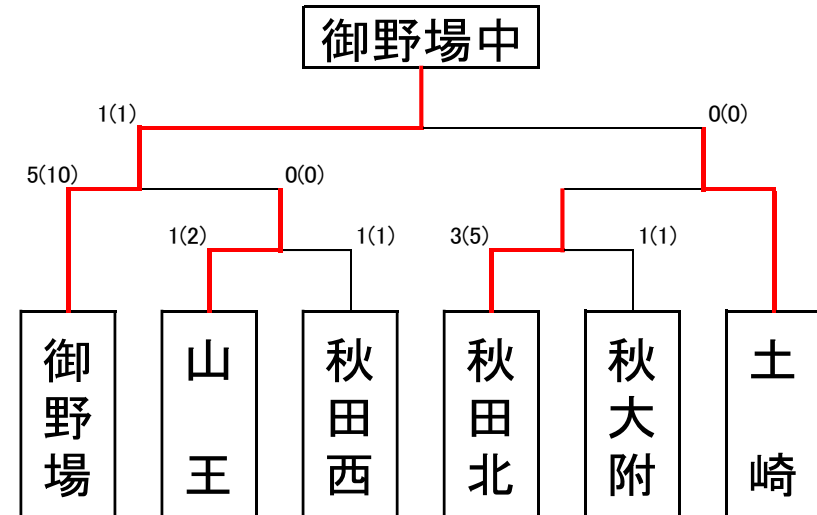 御野場中
1(1)
0(0)
5(10)
0(0)
1(2)
1(1)
3(5)
1(1)
御野場
山王
秋田西
秋田北
秋大附
土崎